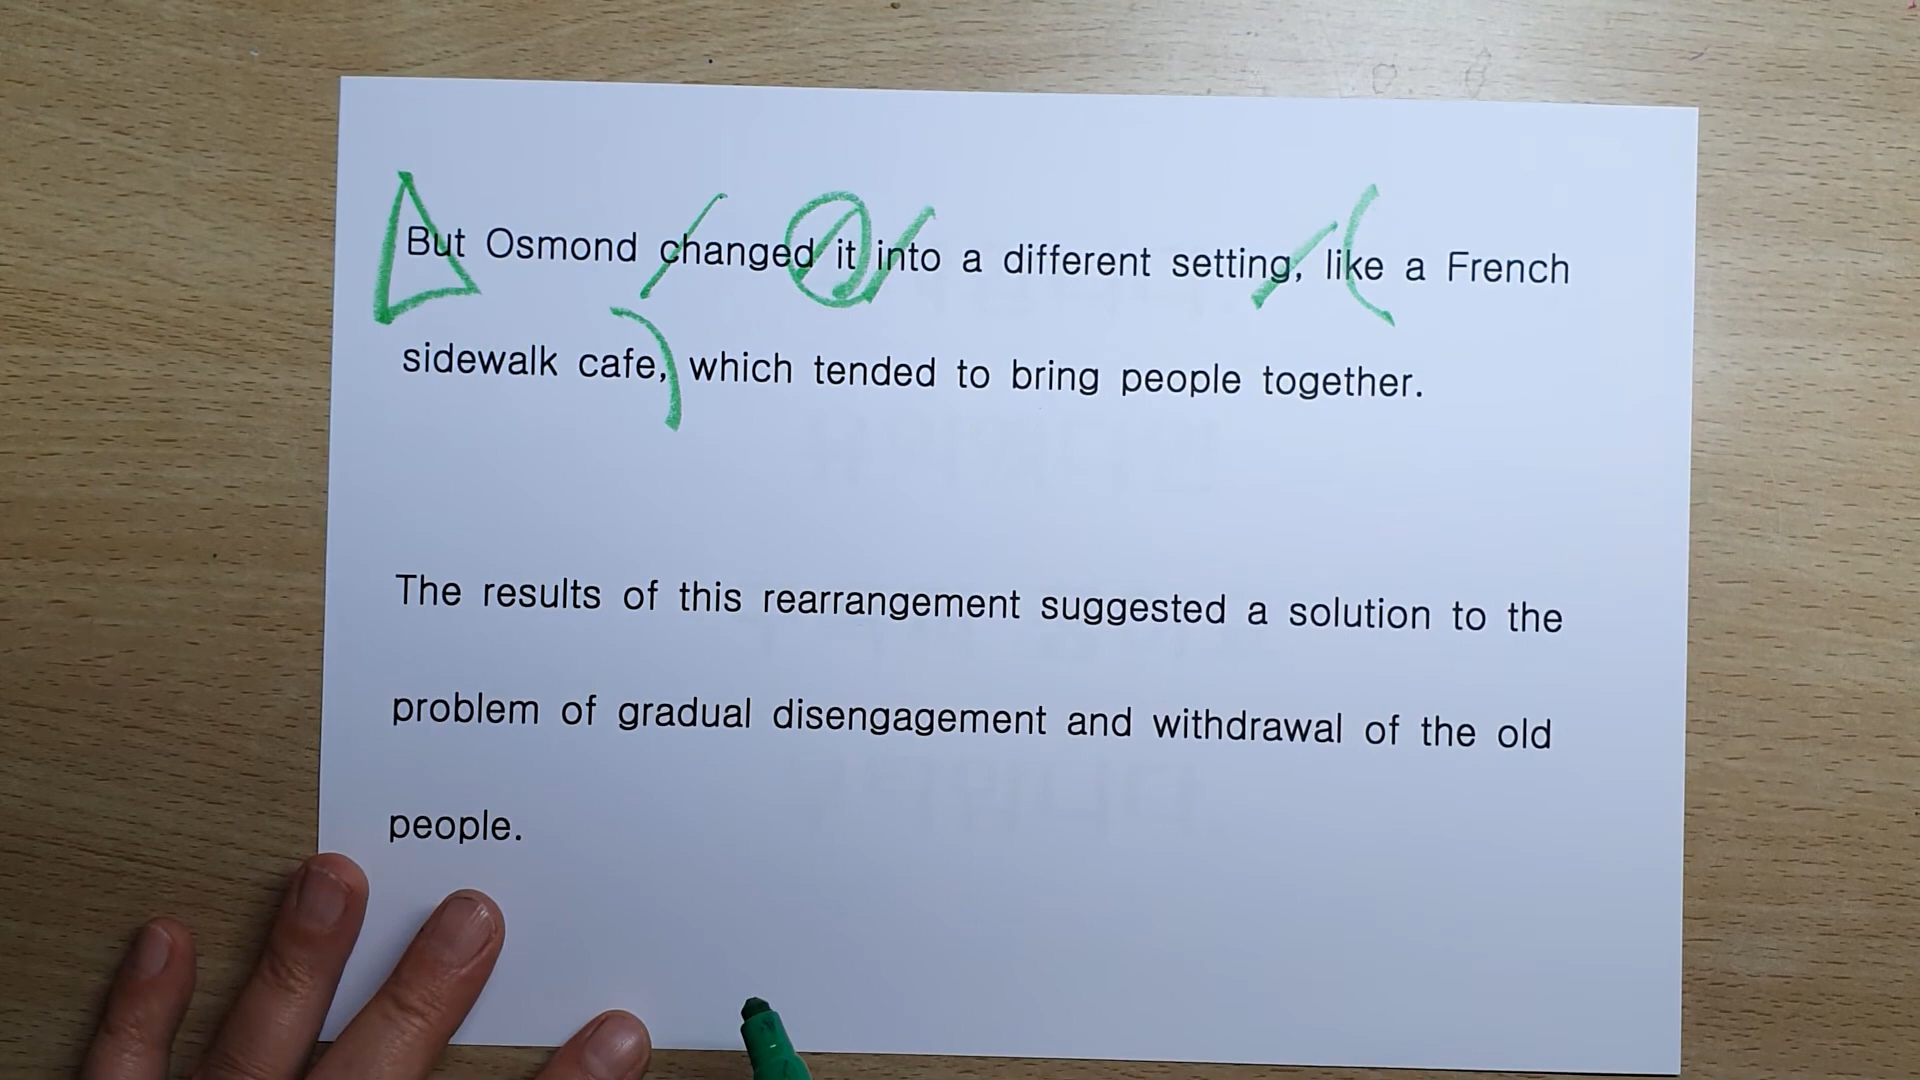 But Osmond changed it into a different setting, like a French
sidewalk cafe, which tended to bring people together.
The results of this rearrangement suggested a solution to the
problem of gradual disengagement and withdrawal of the old
people.